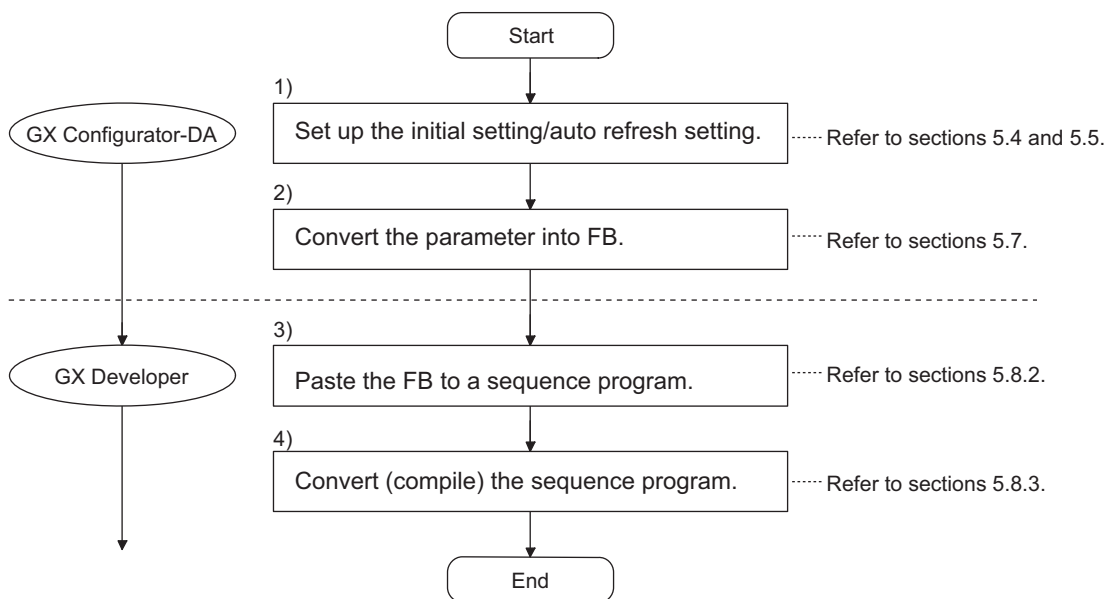 Start
1)
GX Configurator-DA
Set up the initial setting/auto refresh setting.
Refer to sections 5.4 and 5.5.
2)
Convert the parameter into FB.
Refer to sections 5.7.
3)
GX Developer
Paste the FB to a sequence program.
Refer to sections 5.8.2.
4)
Convert (compile) the sequence program.
Refer to sections 5.8.3.
End